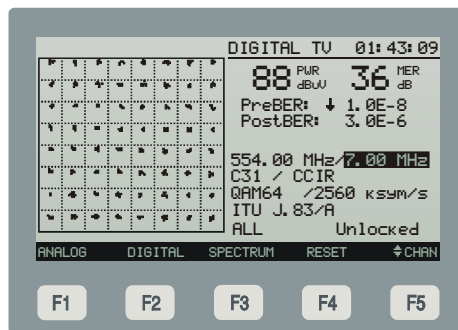 DIGITAL TV 01:43:09
88 PWR dBuV 36 MER dB
PreBER: ↓ 1.0E-8
PostBER: 3.0E-6
554.00 MHz/7.00 MHz
C31 / CCIR
QAM64 /2560 ksym/s
ITU J.83/A
ALL Unlocked
ANALOG DIGITAL SPECTRUM RESET ♦CHAN
F1 F2 F3 F4 F5